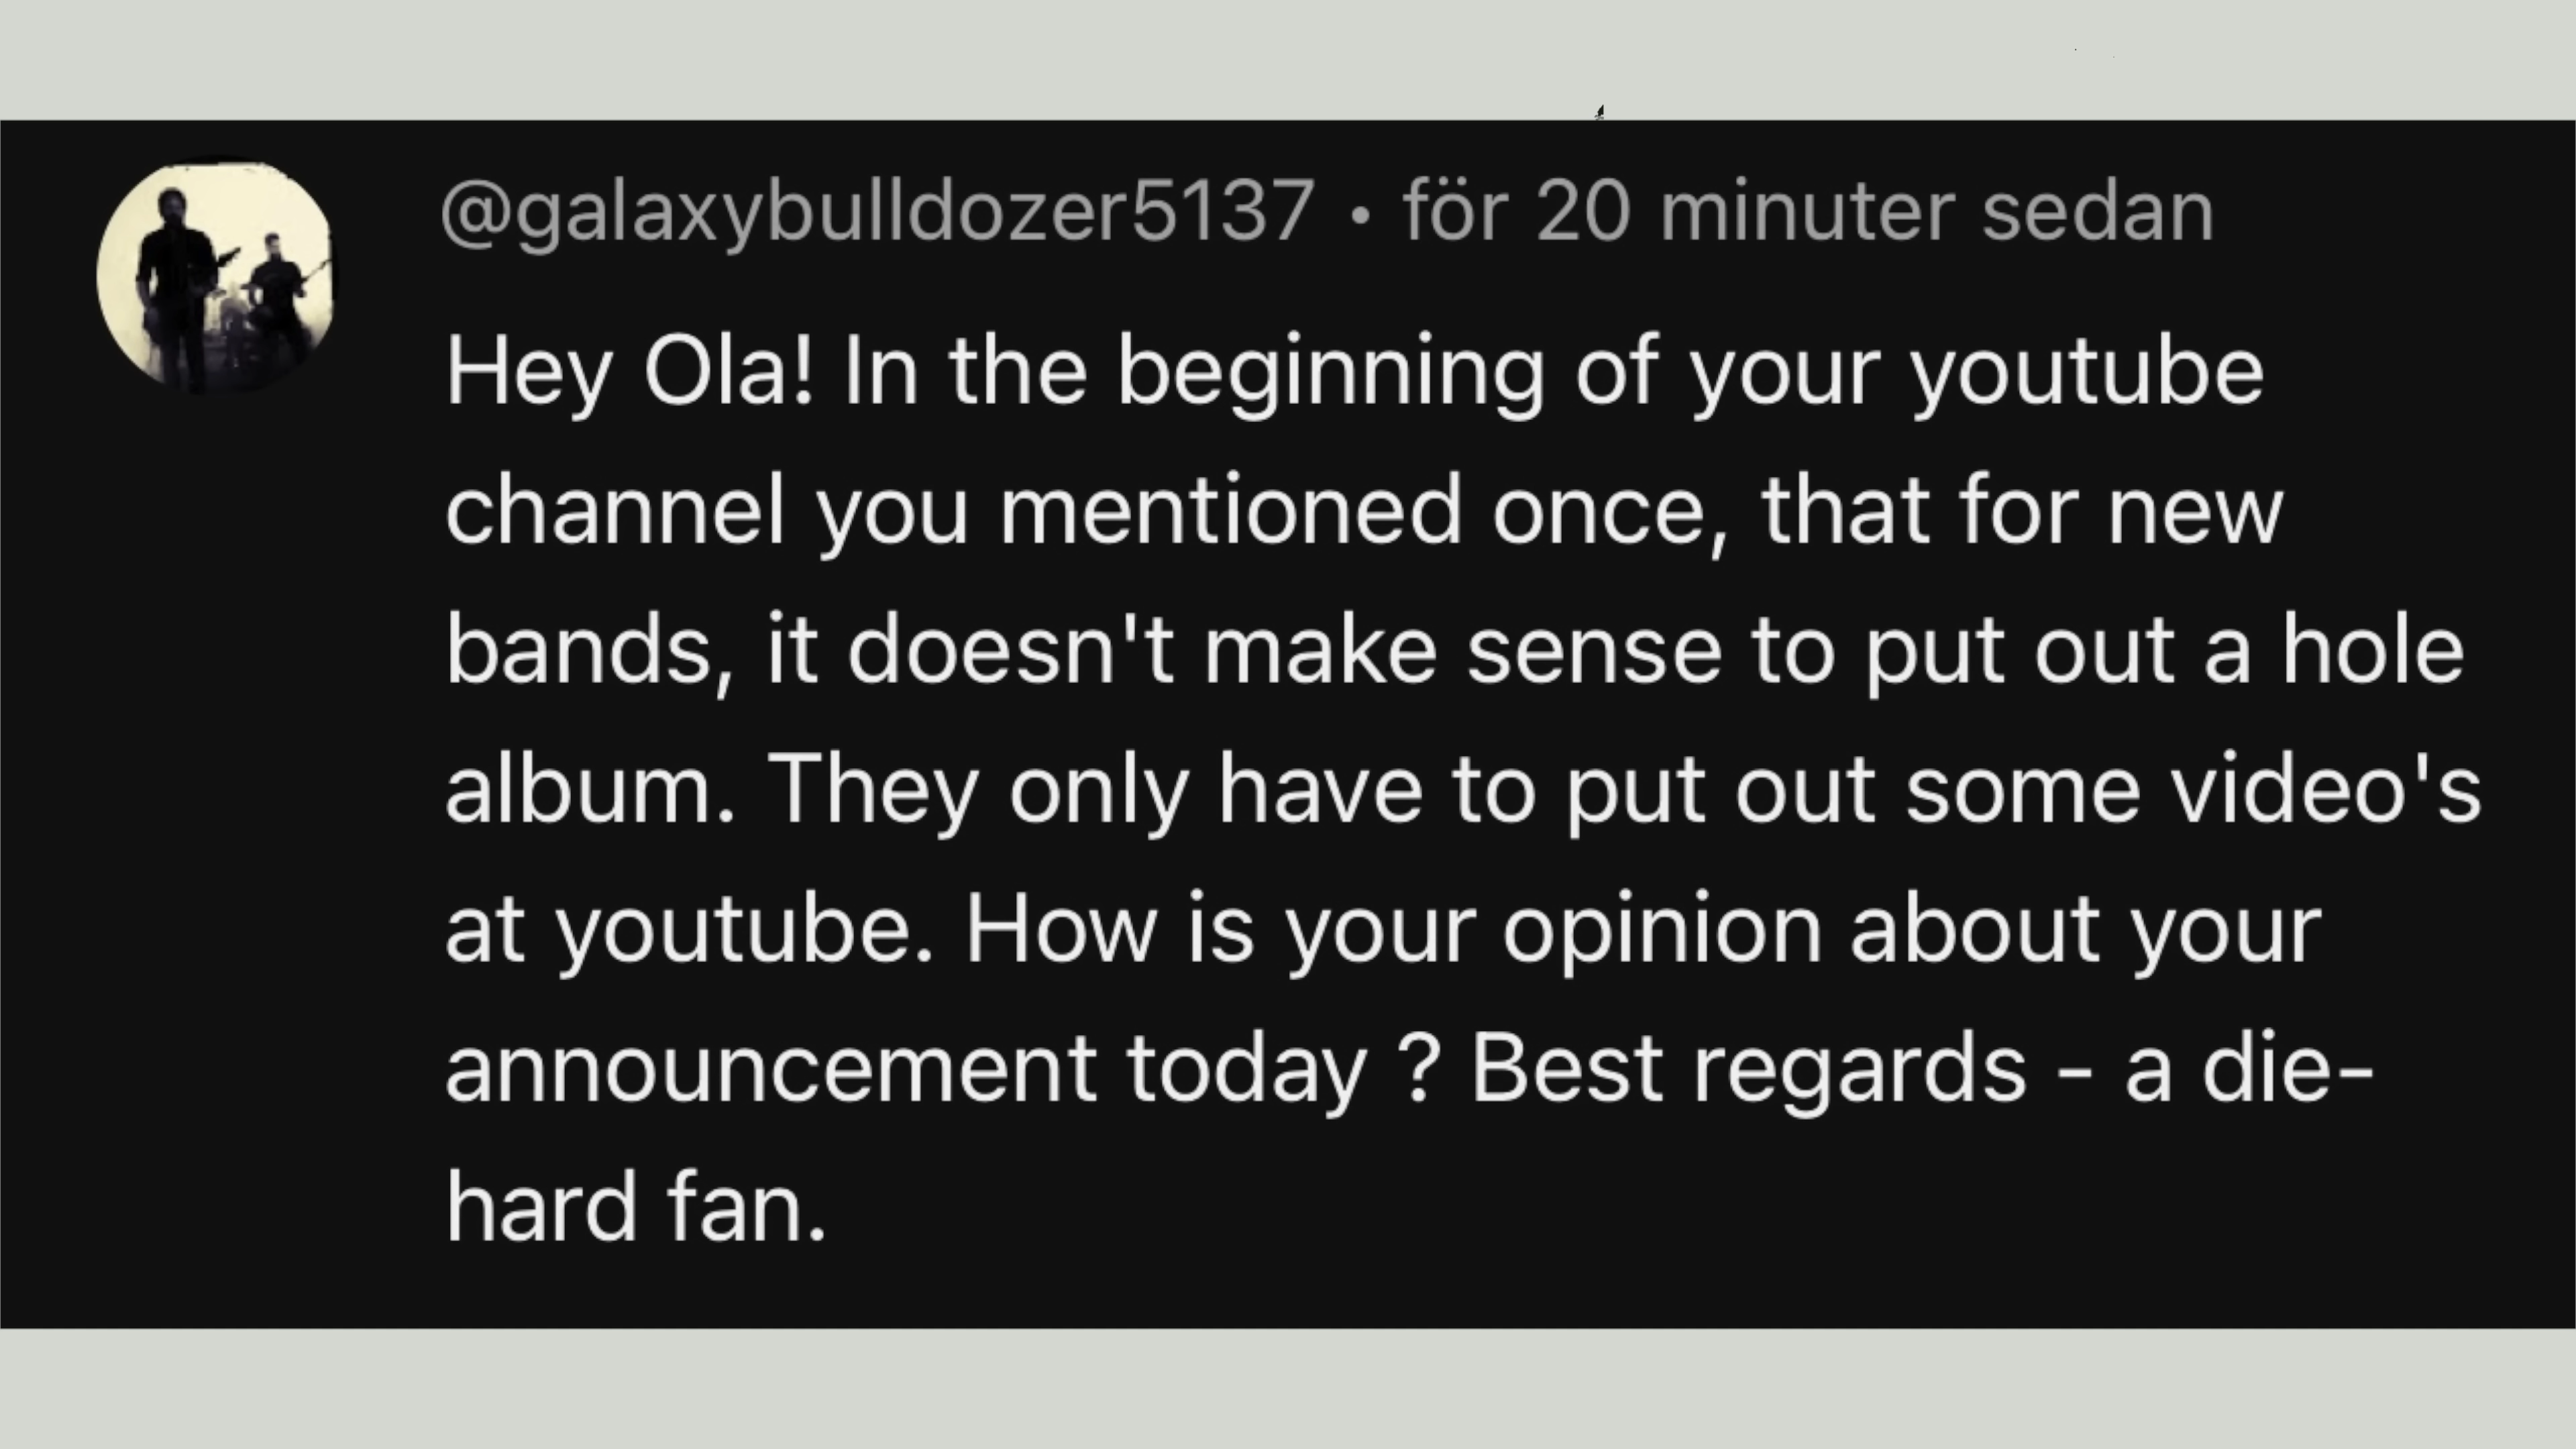 @galaxybulldozer5137 • för 20 minuter sedan
Hey Ola! In the beginning of your youtube
channel you mentioned once, that for new
bands, it doesn't make sense to put out a hole
album. They only have to put out some video's
at youtube. How is your opinion about your
announcement today ? Best regards - a die-
hard fan.